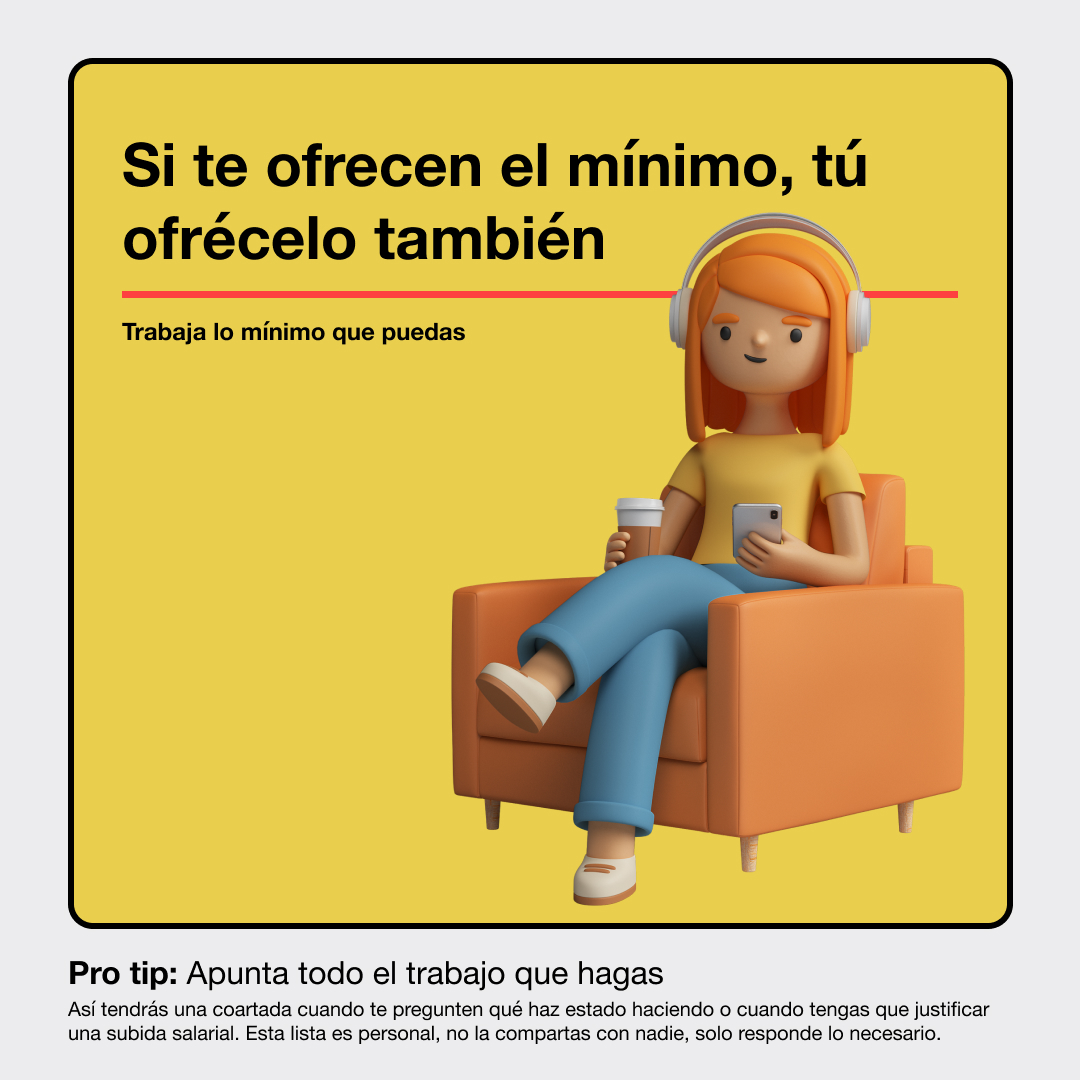 Si te ofrecen el mínimo, tú
ofrécelo también
Trabaja lo mínimo que puedas
Pro tip: Apunta todo el trabajo que hagas
Así tendrás una coartada cuando te pregunten qué haz estado haciendo o cuando tengas que justificar
una subida salarial. Esta lista es personal, no la compartas con nadie, solo responde lo necesario.